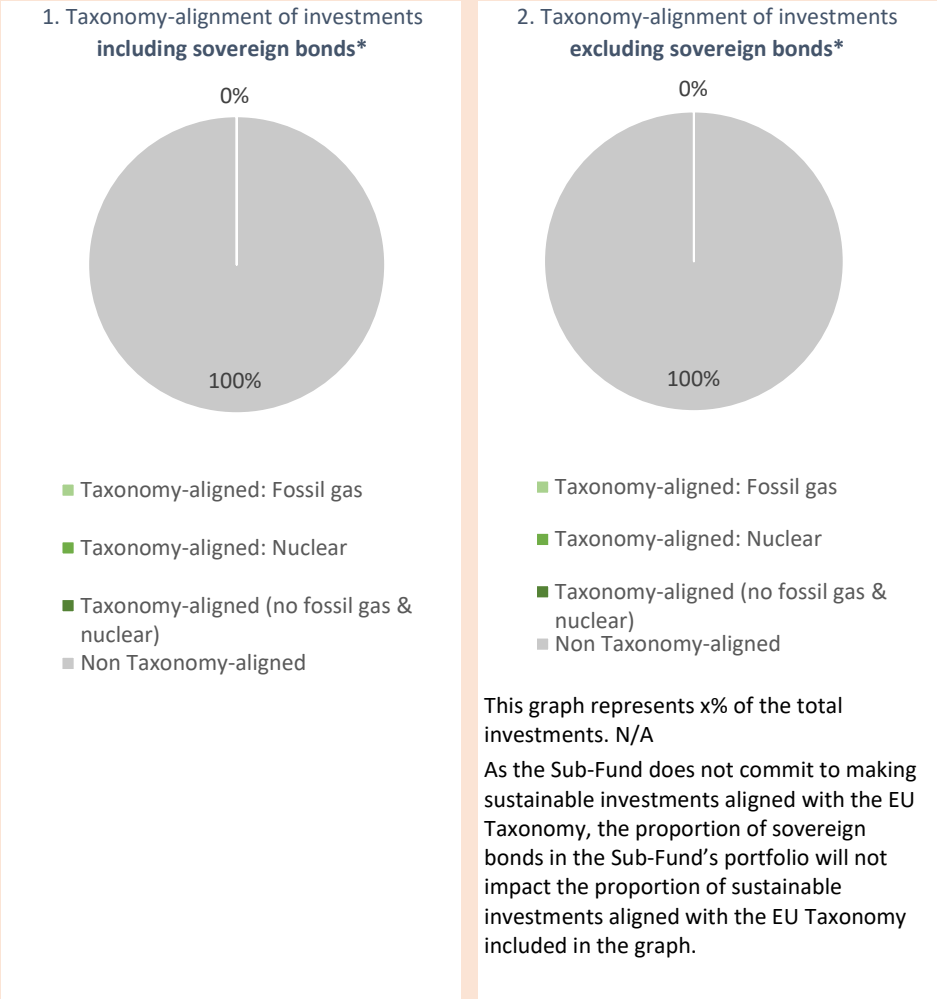 1. Taxonomy-alignment of investments
including sovereign bonds*
0%
100%
Taxonomy-aligned: Fossil gas
Taxonomy-aligned: Nuclear
Taxonomy-aligned (no fossil gas &
nuclear)
Non Taxonomy-aligned
2. Taxonomy-alignment of investments
excluding sovereign bonds*
0%
100%
Taxonomy-aligned: Fossil gas
Taxonomy-aligned: Nuclear
Taxonomy-aligned (no fossil gas &
nuclear)
Non Taxonomy-aligned
This graph represents x% of the total
investments. N/A
As the Sub-Fund does not commit to making
sustainable investments aligned with the EU
Taxonomy, the proportion of sovereign
bonds in the Sub-Fund’s portfolio will not
impact the proportion of sustainable
investments aligned with the EU Taxonomy
included in the graph.